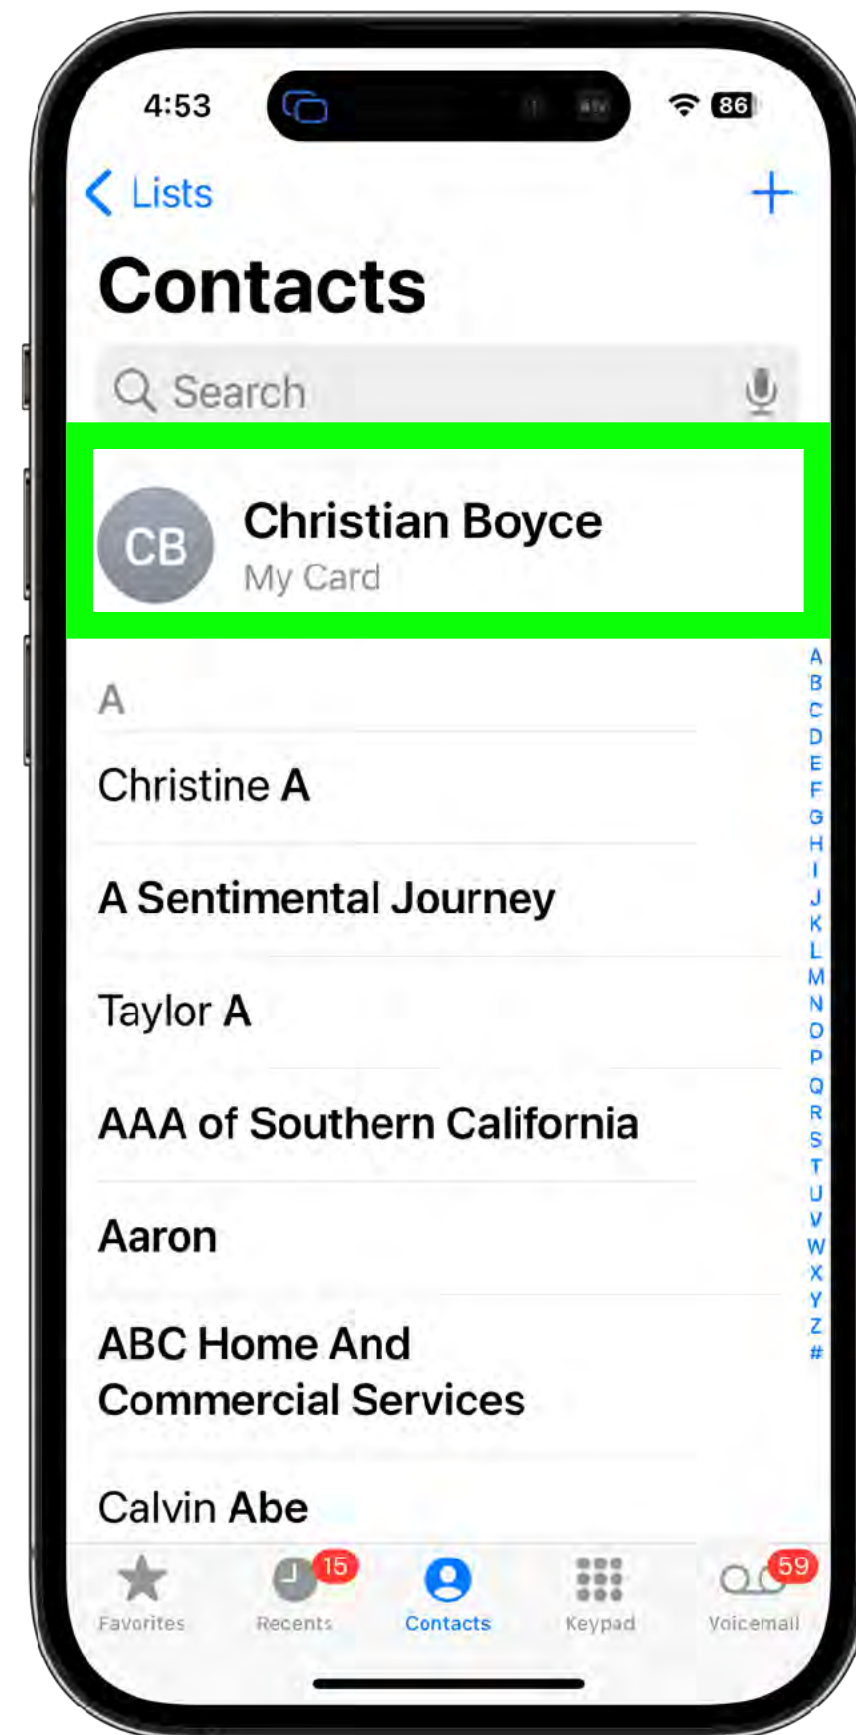 4:53
86
Lists
+
Contacts
Search
CB
Christian Boyce
My Card
A
Christine A
A Sentimental Journey
Taylor A
AAA of Southern California
Aaron
ABC Home And
Commercial Services
Calvin Abe
A
B
C
D
E
F
G
H
I
J
K
L
M
N
O
P
Q
R
S
T
U
V
W
X
Y
Z
#
15
59
Favorites
Recents
Contacts
Keypad
Voicemail